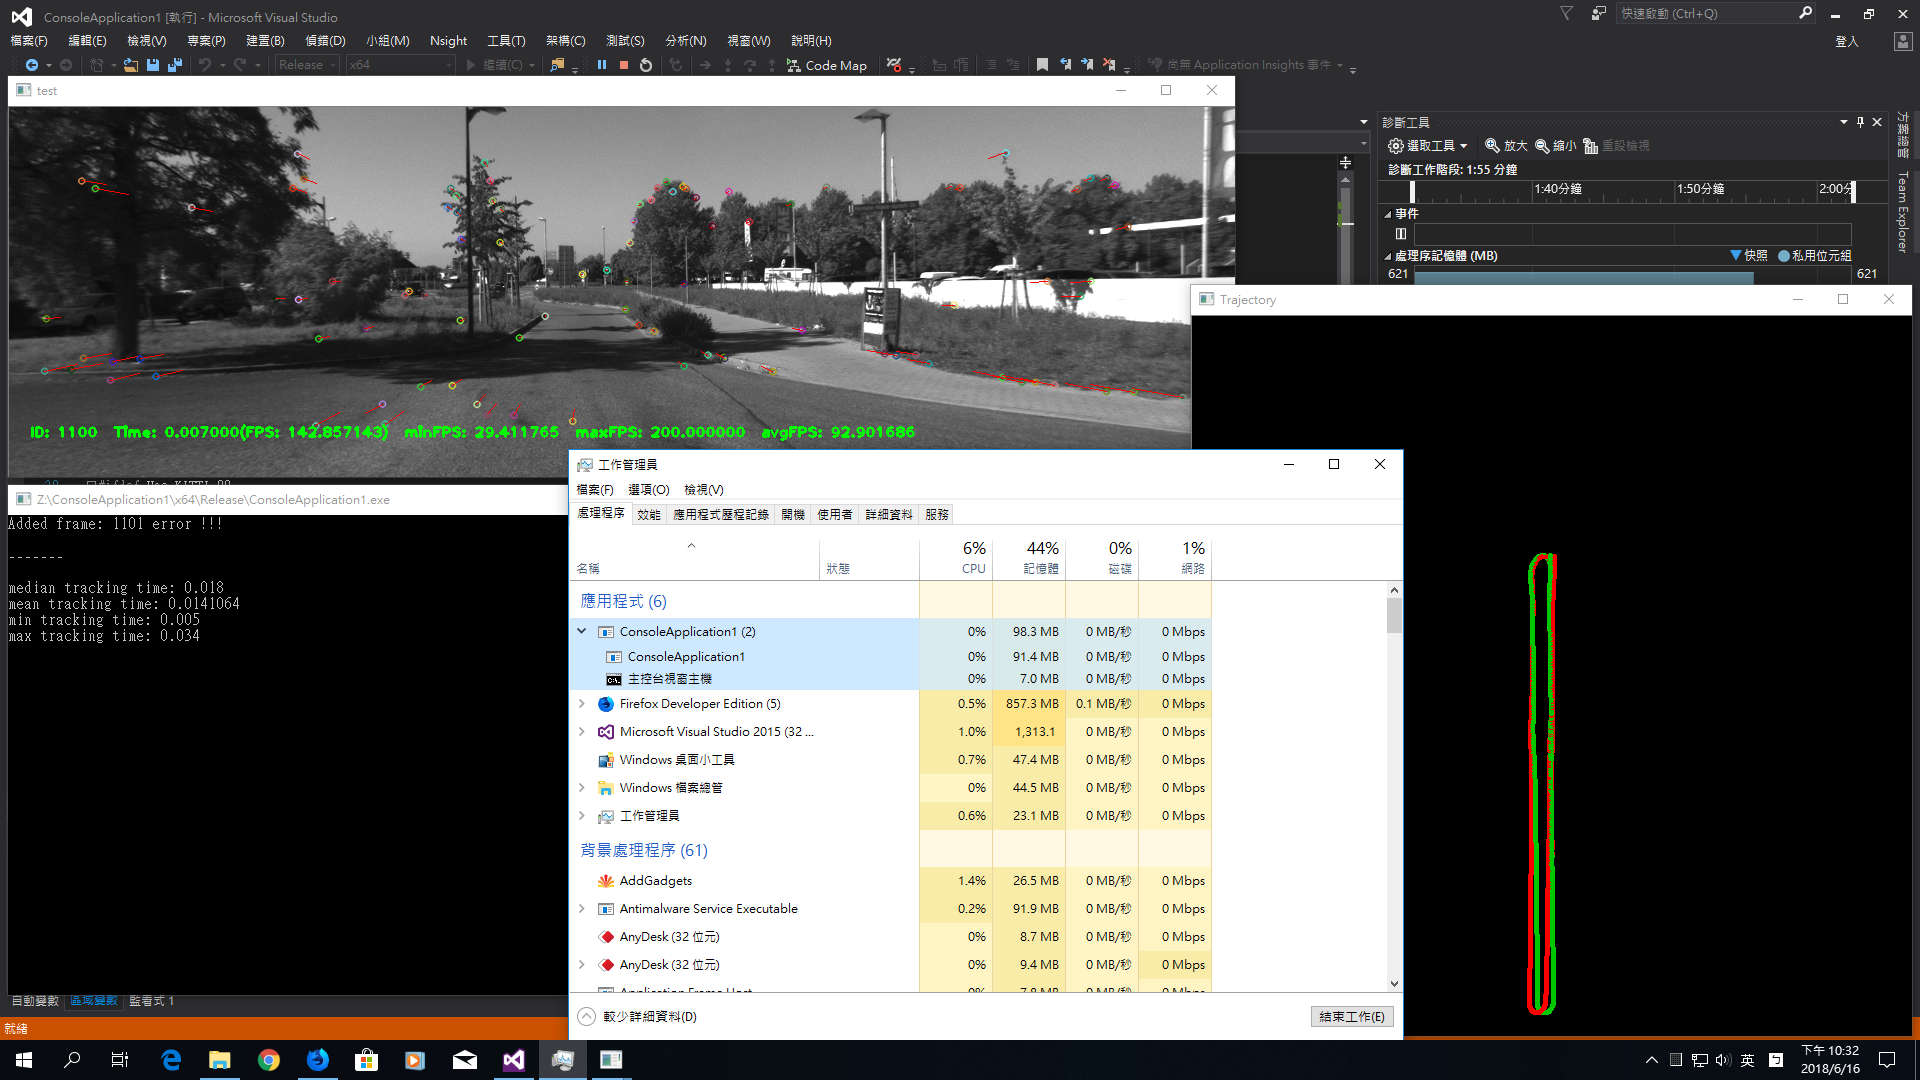 ConsoleApplication1 [執行] - Microsoft Visual Studio
快速啟動 (Ctrl+Q)
檔案(F) 編輯(E) 檢視(V) 專案(P) 建置(B) 偵錯(D) 小組(M) Nsight 工具(T) 架構(C) 測試(S) 分析(N) 視窗(W) 說明(H)
登入
Release x64 繼續(C) Code Map 尚無 Application Insights 事件
test
ID: 1100 Time: 0.007000(FPS: 142.857143) minFPS: 29.411765 maxFPS: 200.000000 avgFPS: 92.901686
診斷工具
選取工具 放大 縮小 重設檢視
診斷工作階段: 1:55 分鐘
1:40分鐘 1:50分鐘 2:00分
事件
處理序記憶體 (MB) 快照 私用位元組
621 621
方案總管
Team Explorer
Trajectory
Z:\ConsoleApplication1\x64\Release\ConsoleApplication1.exe
Added frame: 1101 error !!!
-------
median tracking time: 0.018
mean tracking time: 0.0141064
min tracking time: 0.005
max tracking time: 0.034
工作管理員
檔案(F) 選項(O) 檢視(V)
處理程序 效能 應用程式歷程記錄 開機 使用者 詳細資料 服務
6% 44% 0% 1%
名稱 狀態 CPU 記憶體 磁碟 網路
應用程式 (6)
ConsoleApplication1 (2) 0% 98.3 MB 0 MB/秒 0 Mbps
ConsoleApplication1 0% 91.4 MB 0 MB/秒 0 Mbps
主控台視窗主機 0% 7.0 MB 0 MB/秒 0 Mbps
Firefox Developer Edition (5) 0.5% 857.3 MB 0.1 MB/秒 0 Mbps
Microsoft Visual Studio 2015 (32 ... 1.0% 1,313.1 0 MB/秒 0 Mbps
Windows 桌面小工具 0.7% 47.4 MB 0 MB/秒 0 Mbps
Windows 檔案總管 0% 44.5 MB 0 MB/秒 0 Mbps
工作管理員 0.6% 23.1 MB 0 MB/秒 0 Mbps
背景處理程序 (61)
AddGadgets 1.4% 26.5 MB 0 MB/秒 0 Mbps
Antimalware Service Executable 0.2% 91.9 MB 0 MB/秒 0 Mbps
AnyDesk (32 位元) 0% 8.7 MB 0 MB/秒 0 Mbps
AnyDesk (32 位元) 0% 9.4 MB 0 MB/秒 0 Mbps
Application Frame Host 0% 7.8 MB 0 MB/秒 0 Mbps
較少詳細資料(D) 結束工作(E)
自動變數 區域變數 監看式 1
就緒
英
下午 10:32
2018/6/16